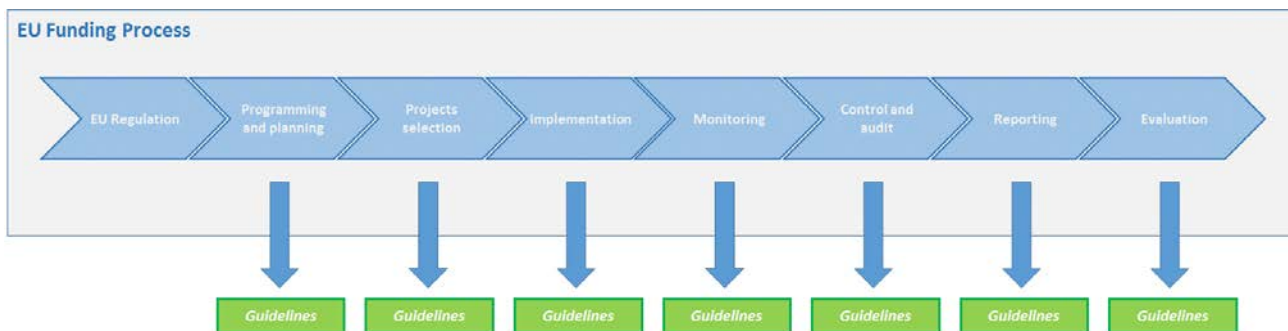 EU Funding Process
EU Regulation
Programming
and planning
Projects
selection
Implementation
Monitoring
Control and
audit
Reporting
Evaluation
Guidelines
Guidelines
Guidelines
Guidelines
Guidelines
Guidelines
Guidelines